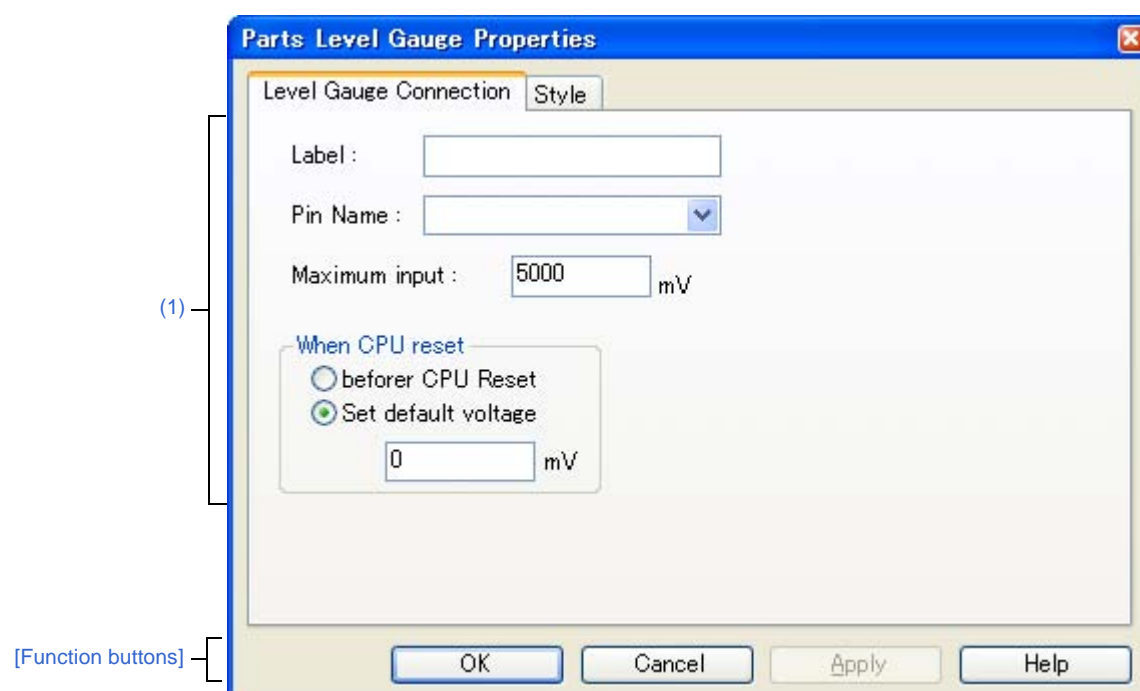 Parts Level Gauge Properties
Level Gauge Connection Style
Label :
Pin Name :
Maximum input : 5000 mV
(1)
When CPU reset
beforer CPU Reset
Set default voltage
0 mV
[Function buttons]
OK Cancel Apply Help